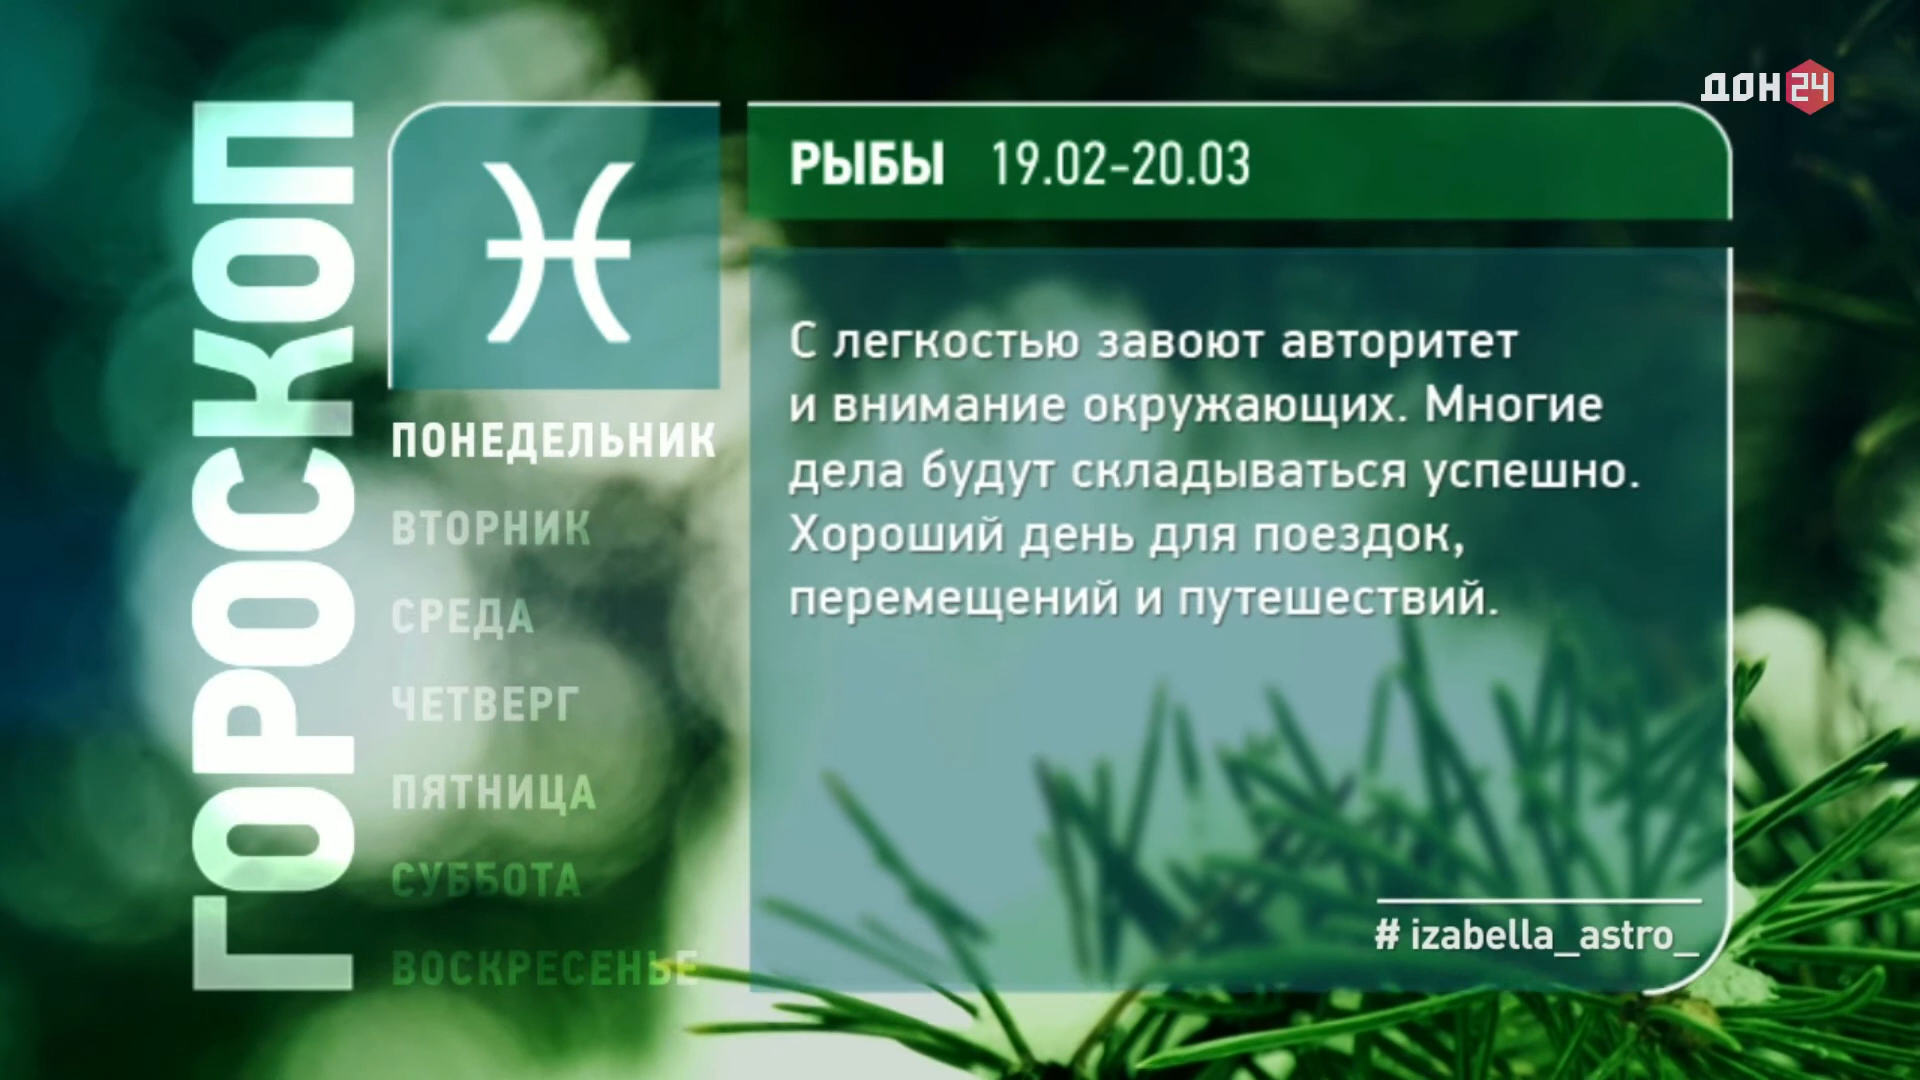 ДОН24
ГОРОСКОП
РЫБЫ 19.02-20.03
ПОНЕДЕЛЬНИК
ВТОРНИК
СРЕДА
ЧЕТВЕРГ
ПЯТНИЦА
СУББОТА
ВОСКРЕСЕНЬЕ
С легкостью завоют авторитет
и внимание окружающих. Многие
дела будут складываться успешно.
Хороший день для поездок,
перемещений и путешествий.
# izabella_astro_